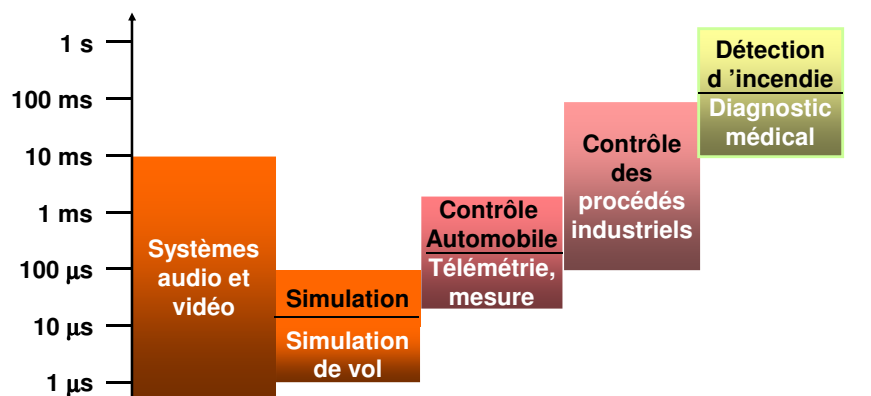 1 s
100 ms
10 ms
1 ms
100 μs
10 μs
1 μs
Systèmes
audio et
vidéo
Simulation
Simulation
de vol
Contrôle
Automobile
Télémétrie,
mesure
Contrôle
des
procédés
industriels
Détection
d ’incendie
Diagnostic
médical